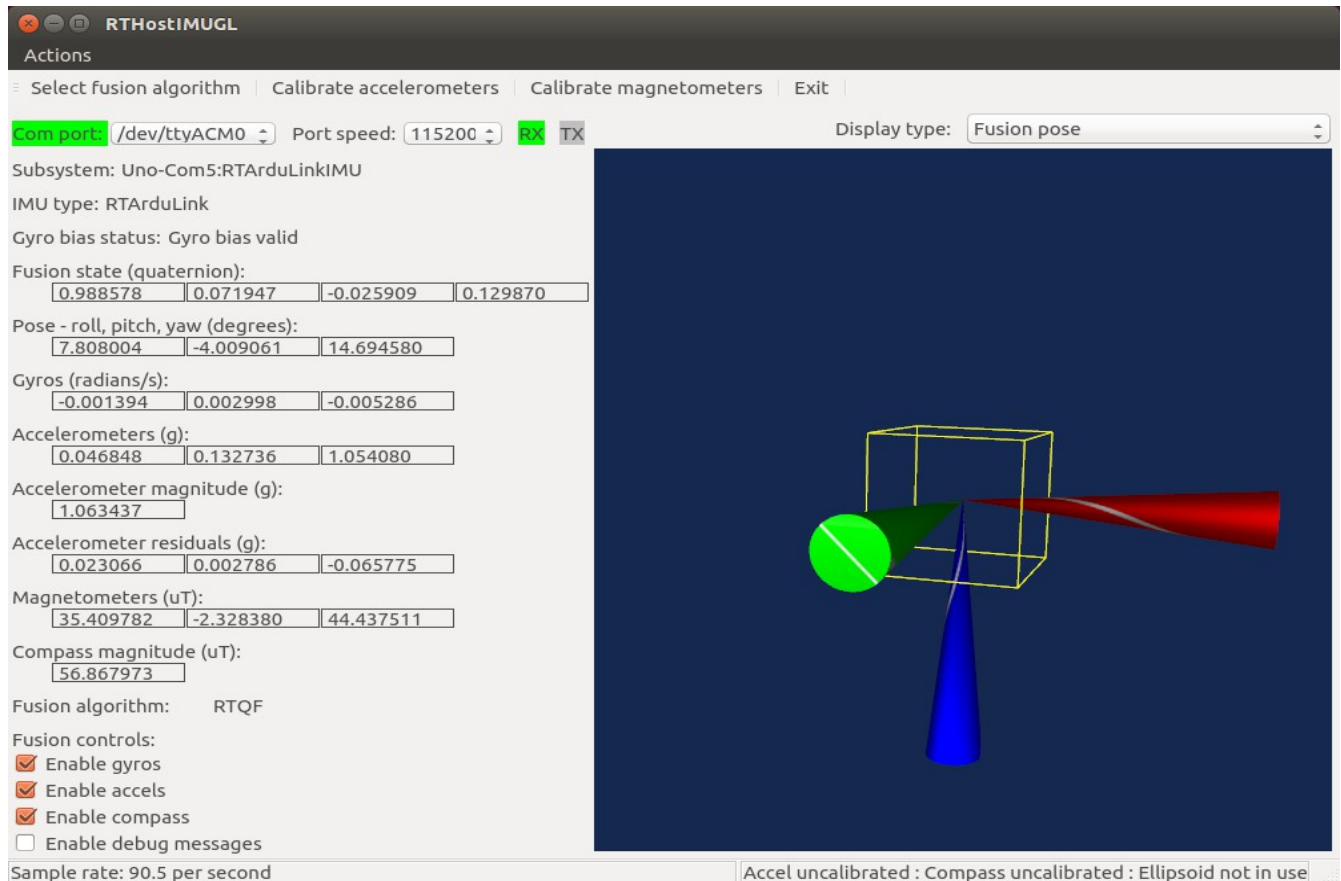 RTHostIMUGL
Actions
Select fusion algorithm Calibrate accelerometers Calibrate magnetometers Exit
Com port: /dev/ttyACM0 Port speed: 115200 RX TX Display type: Fusion pose
Subsystem: Uno-Com5:RTArduLinkIMU
IMU type: RTArduLink
Gyro bias status: Gyro bias valid
Fusion state (quaternion):
0.988578 0.071947 -0.025909 0.129870
Pose - roll, pitch, yaw (degrees):
7.808004 -4.009061 14.694580
Gyros (radians/s):
-0.001394 0.002998 -0.005286
Accelerometers (g):
0.046848 0.132736 1.054080
Accelerometer magnitude (g):
1.063437
Accelerometer residuals (g):
0.023066 0.002786 -0.065775
Magnetometers (uT):
35.409782 -2.328380 44.437511
Compass magnitude (uT):
56.867973
Fusion algorithm: RTQF
Fusion controls:
Enable gyros
Enable accels
Enable compass
Enable debug messages
Sample rate: 90.5 per second Accel uncalibrated : Compass uncalibrated : Ellipsoid not in use